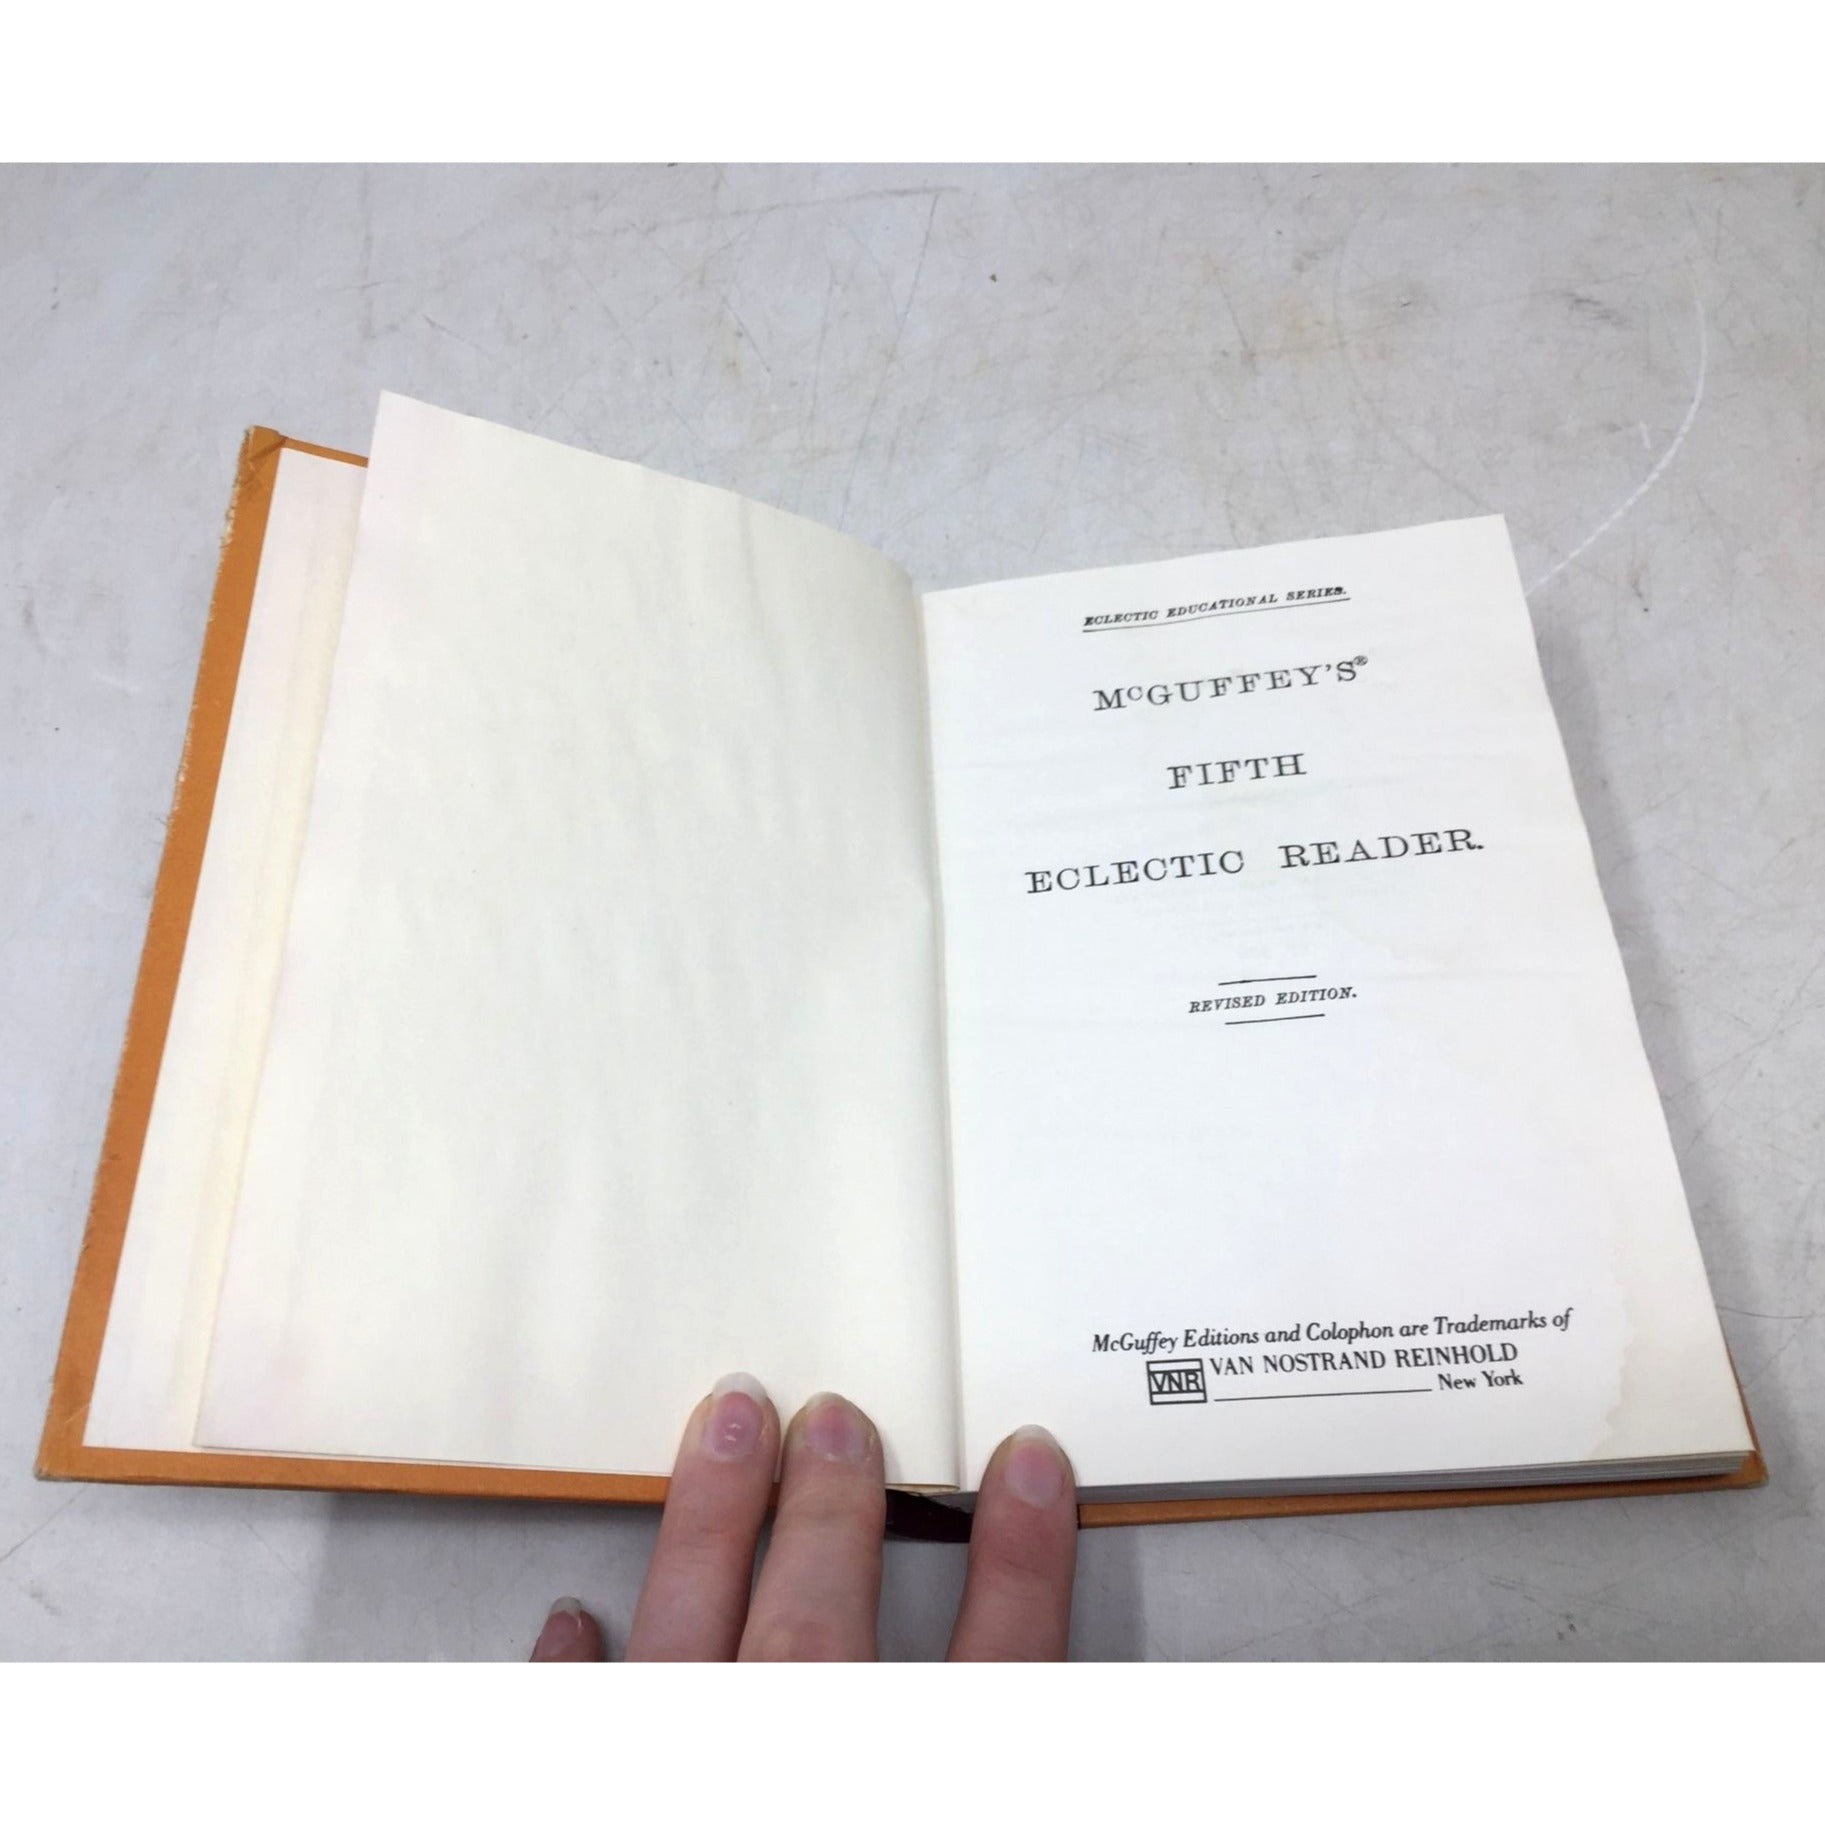 ECLECTIC EDUCATIONAL SERIES.
McGUFFEY'S®
FIFTH
ECLECTIC READER.
REVISED EDITION.
McGuffey Editions and Colophon are Trademarks of
VNR VAN NOSTRAND REINHOLD
New York